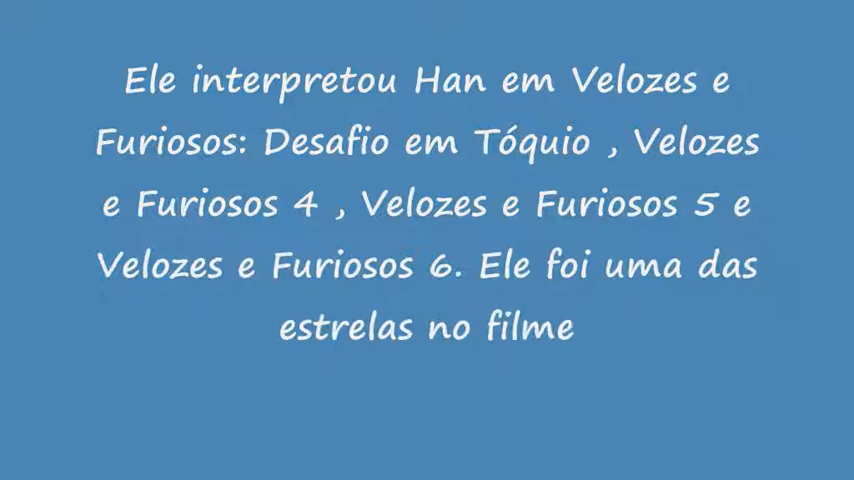 Ele interpretou Han em Velozes e
Furiosos: Desafio em Tóquio , Velozes
e Furiosos 4 , Velozes e Furiosos 5 e
Velozes e Furiosos 6. Ele foi uma das
estrelas no filme